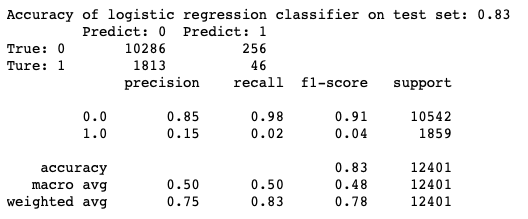 Accuracy of logistic regression classifier on test set: 0.83
Predict: 0 Predict: 1
True: 0 10286 256
Ture: 1 1813 46
precision recall f1-score support
0.0 0.85 0.98 0.91 10542
1.0 0.15 0.02 0.04 1859
accuracy 0.83 12401
macro avg 0.50 0.50 0.48 12401
weighted avg 0.75 0.83 0.78 12401